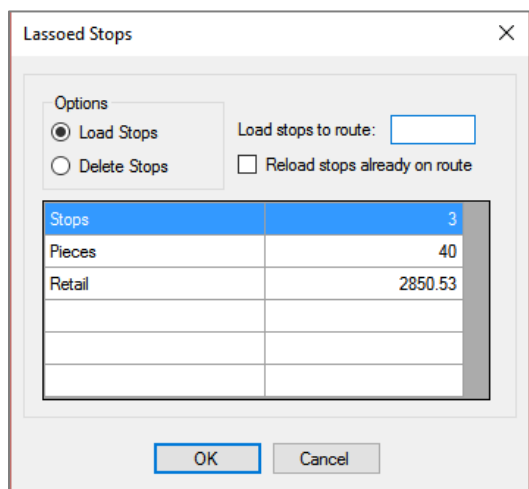 Lassoed Stops
Options
Load Stops
Delete Stops
Load stops to route:
Reload stops already on route
Stops 3
Pieces 40
Retail 2850.53
OK Cancel